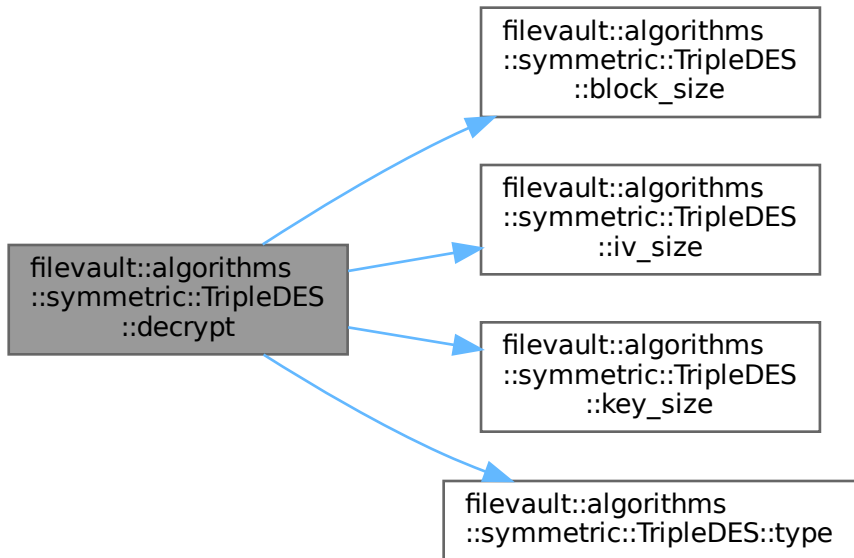 filevault::algorithms
::symmetric::TripleDES
::decrypt
filevault::algorithms
::symmetric::TripleDES
::block_size
filevault::algorithms
::symmetric::TripleDES
::iv_size
filevault::algorithms
::symmetric::TripleDES
::key_size
filevault::algorithms
::symmetric::TripleDES::type